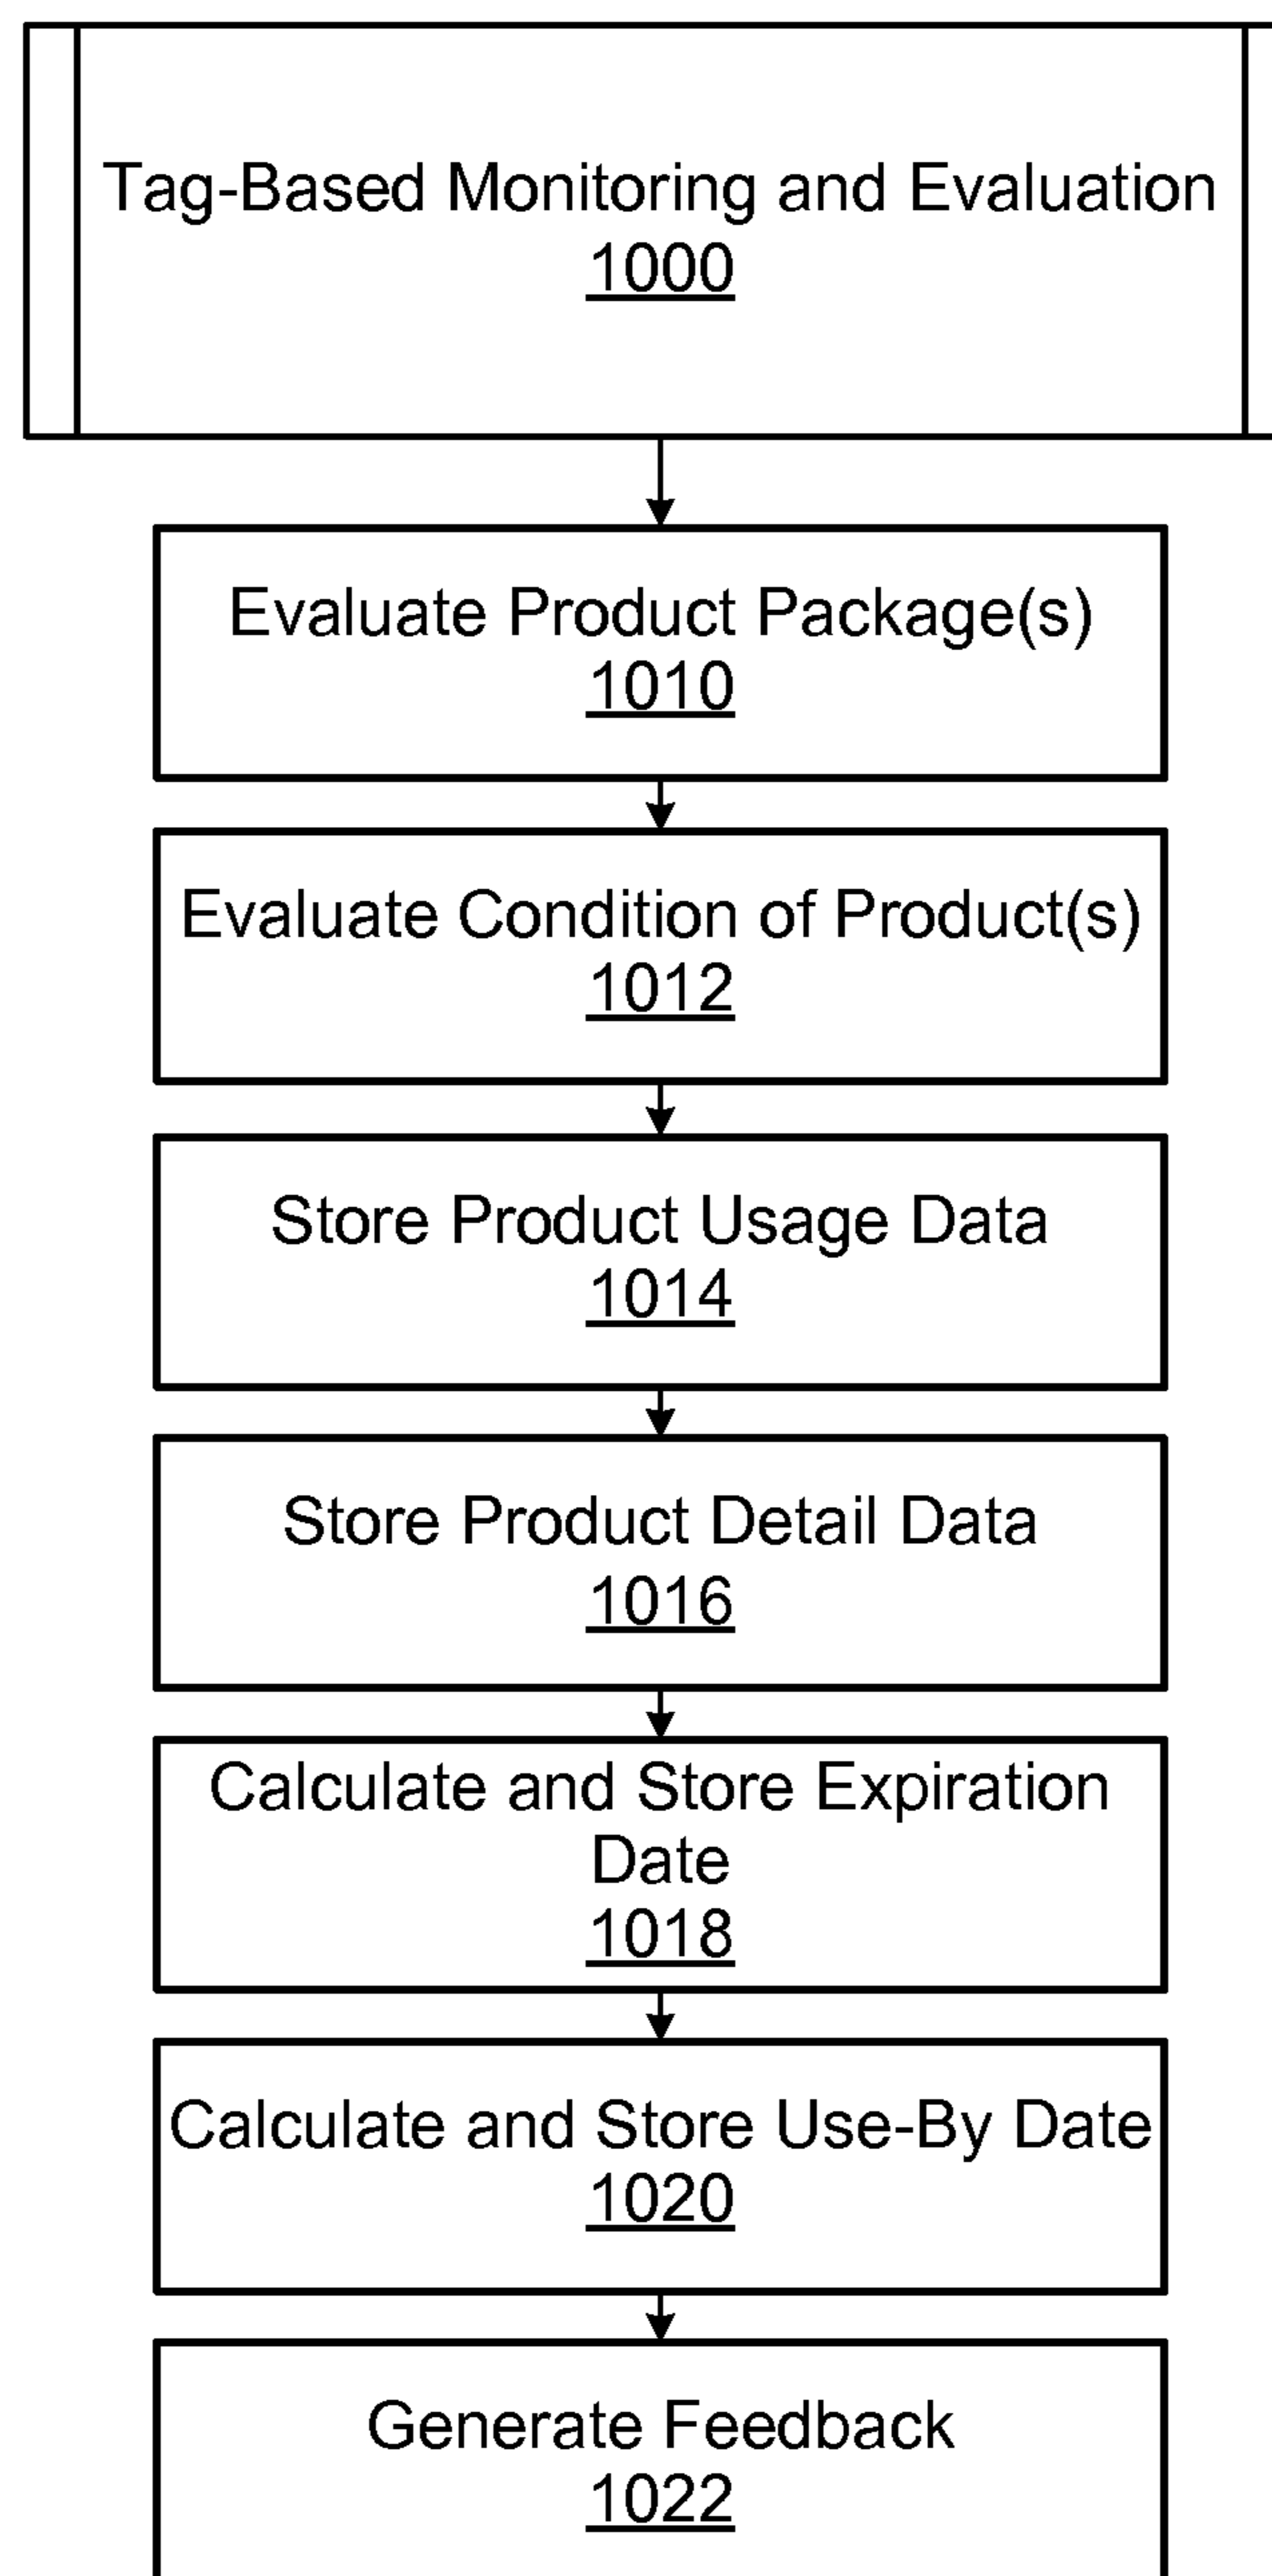 Tag-Based Monitoring and Evaluation
1000
Evaluate Product Package(s)
1010
Evaluate Condition of Product(s)
1012
Store Product Usage Data
1014
Store Product Detail Data
1016
Calculate and Store Expiration
Date
1018
Calculate and Store Use-By Date
1020
Generate Feedback
1022